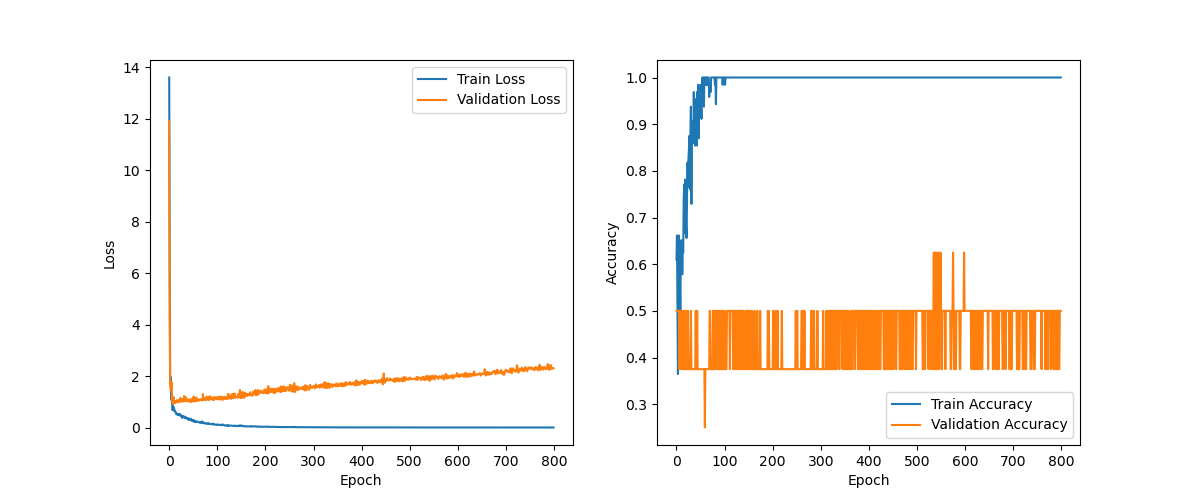 14
12
10
8
6
4
2
0
Loss
0 100 200 300 400 500 600 700 800
Epoch
Train Loss
Validation Loss
1.0
0.9
0.8
0.7
0.6
0.5
0.4
0.3
Accuracy
0 100 200 300 400 500 600 700 800
Epoch
Train Accuracy
Validation Accuracy